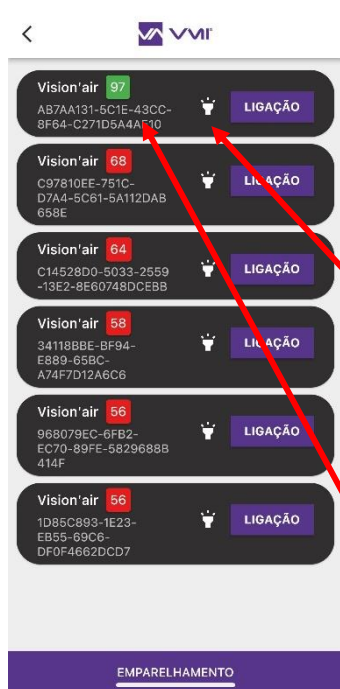 VMI
Vision'air 97
AB7AA131-5C1E-43CC-
8F64-C271D5A4AF10
LIGAÇÃO
Vision'air 68
C97810EE-751C-
D7A4-5C61-5A112DAB
658E
LIGAÇÃO
Vision'air 64
C14528D0-5033-2559
-13E2-8E60748DCEBB
LIGAÇÃO
Vision'air 58
34118BBE-BF94-
E889-65BC-
A74F7D12A6C6
LIGAÇÃO
Vision'air 56
968079EC-6FB2-
EC70-89FE-5829688B
414F
LIGAÇÃO
Vision'air 56
1D85C893-1E23-
EB55-69C6-
DF0F4662DCD7
LIGAÇÃO
EMPARELHAMENTO